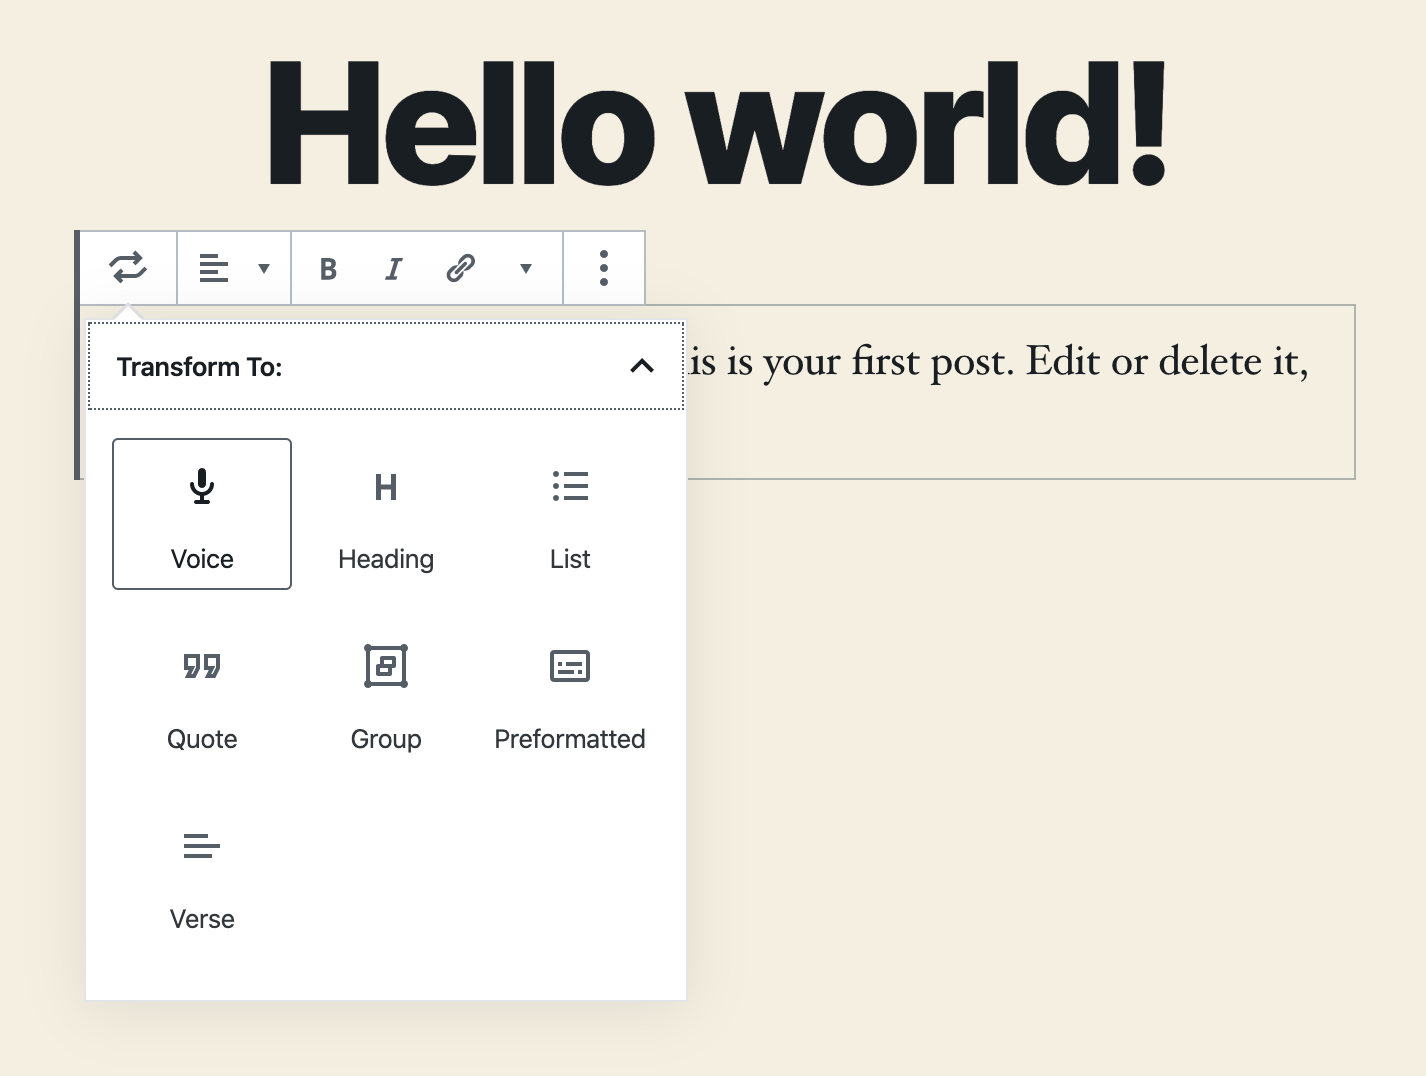 Hello world!
B I
is is your first post. Edit or delete it,
Transform To:
Voice Heading List
Quote Group Preformatted
Verse